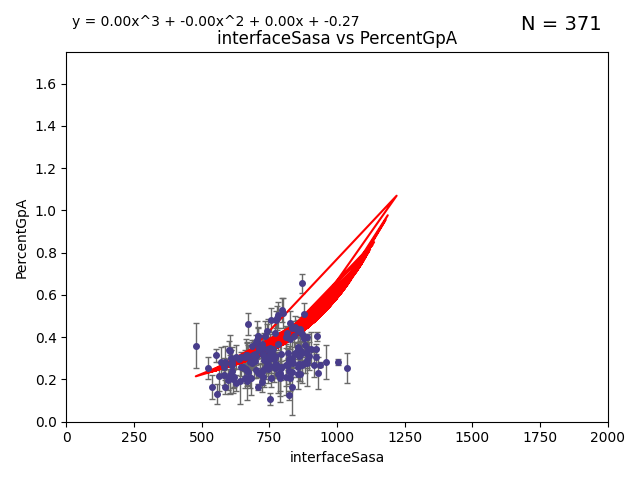 y = 0.00x^3 + -0.00x^2 + 0.00x + -0.27
N = 371
interfaceSasa vs PercentGpA
PercentGpA
1.6
1.4
1.2
1.0
0.8
0.6
0.4
0.2
0.0
0 250 500 750 1000 1250 1500 1750 2000
interfaceSasa